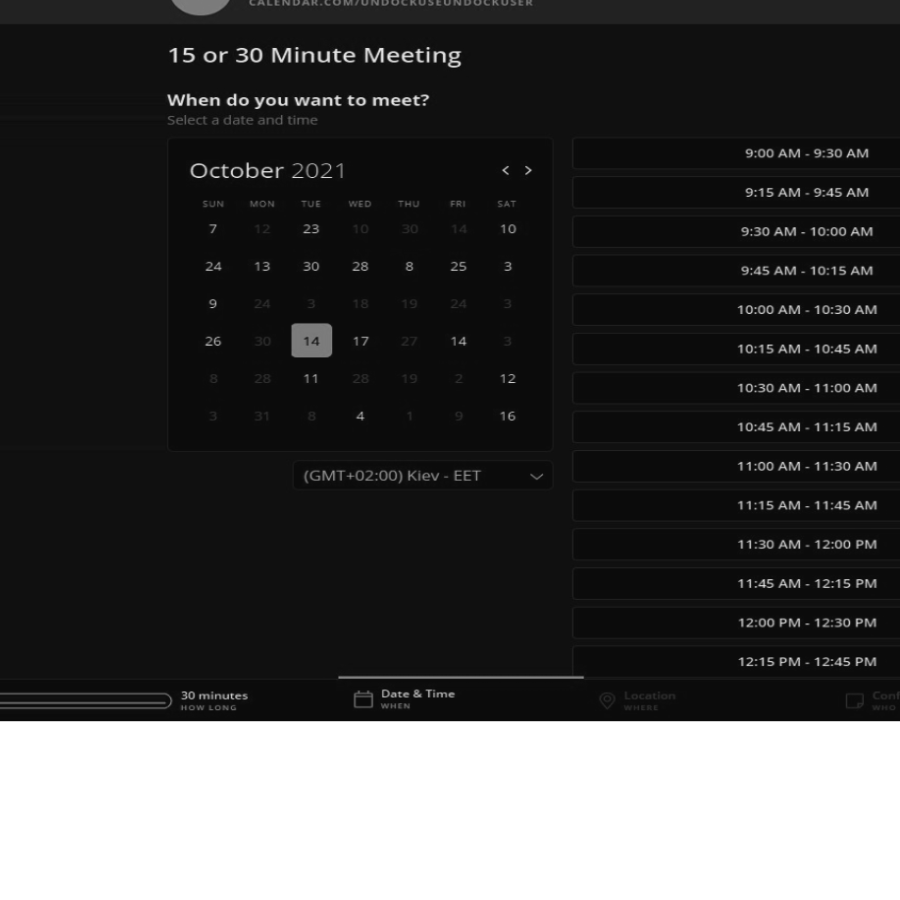 CALENDAR.COM/UNDOCKUSEUNDOCKUSER
15 or 30 Minute Meeting
When do you want to meet?
Select a date and time
October 2021 < >
SUN MON TUE WED THU FRI SAT
7 12 23 10 30 14 10
24 13 30 28 8 25 3
9 24 3 18 19 24 3
26 30 14 17 27 14 3
8 28 11 28 19 2 12
3 31 8 4 1 9 16
(GMT+02:00) Kiev - EET
9:00 AM - 9:30 AM
9:15 AM - 9:45 AM
9:30 AM - 10:00 AM
9:45 AM - 10:15 AM
10:00 AM - 10:30 AM
10:15 AM - 10:45 AM
10:30 AM - 11:00 AM
10:45 AM - 11:15 AM
11:00 AM - 11:30 AM
11:15 AM - 11:45 AM
11:30 AM - 12:00 PM
11:45 AM - 12:15 PM
12:00 PM - 12:30 PM
12:15 PM - 12:45 PM
30 minutes
HOW LONG
Date & Time
WHEN
Location
WHERE
Conf
WHO